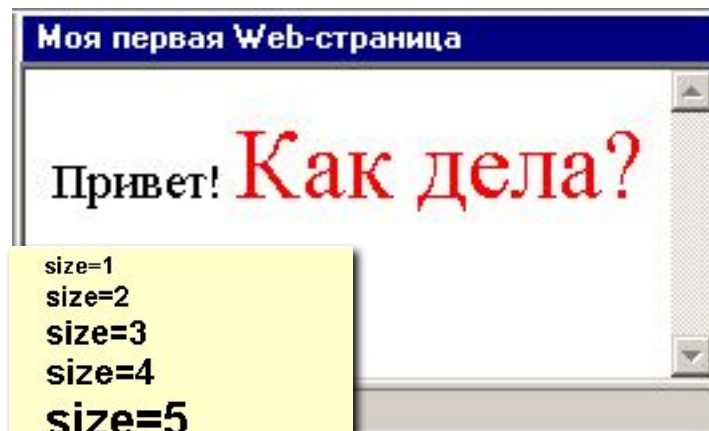 Моя первая Web-страница
Привет! Как дела?
size=1
size=2
size=3
size=4
size=5